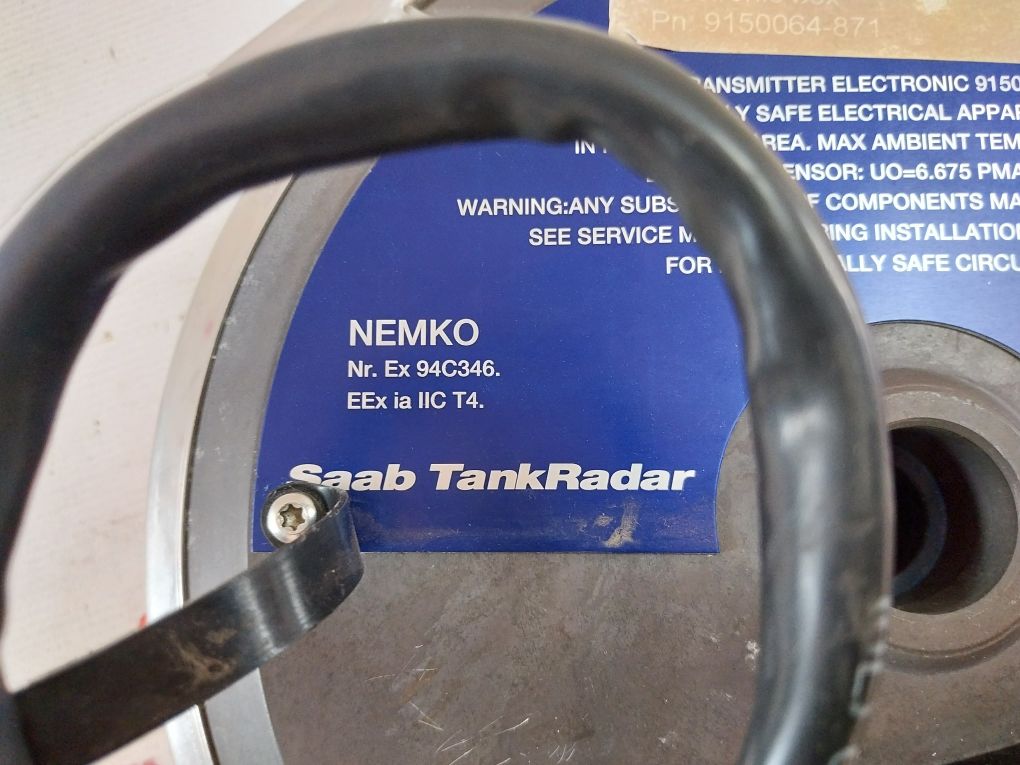 Pn: 9150064-871
ANSMITTER ELECTRONIC 9150
Y SAFE ELECTRICAL APPAR
IN REA. MAX AMBIENT TEM
ENSOR: UO=6.675 PMA
WARNING:ANY SUBS F COMPONENTS MA
SEE SERVICE M ING INSTALLATION
FOR ALLY SAFE CIRCU
NEMKO
Nr. Ex 94C346.
EEx ia IIC T4.
Saab TankRadar